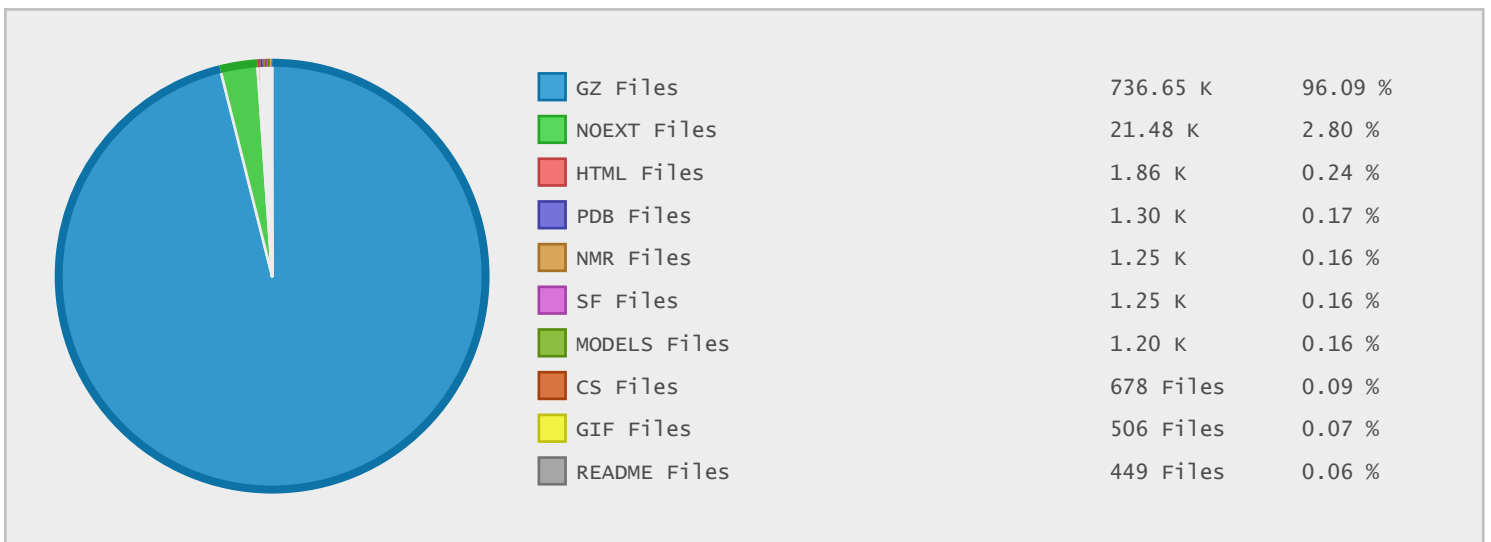 GZ Files 736.65 K 96.09 %
NOEXT Files 21.48 K 2.80 %
HTML Files 1.86 K 0.24 %
PDB Files 1.30 K 0.17 %
NMR Files 1.25 K 0.16 %
SF Files 1.25 K 0.16 %
MODELS Files 1.20 K 0.16 %
CS Files 678 Files 0.09 %
GIF Files 506 Files 0.07 %
README Files 449 Files 0.06 %